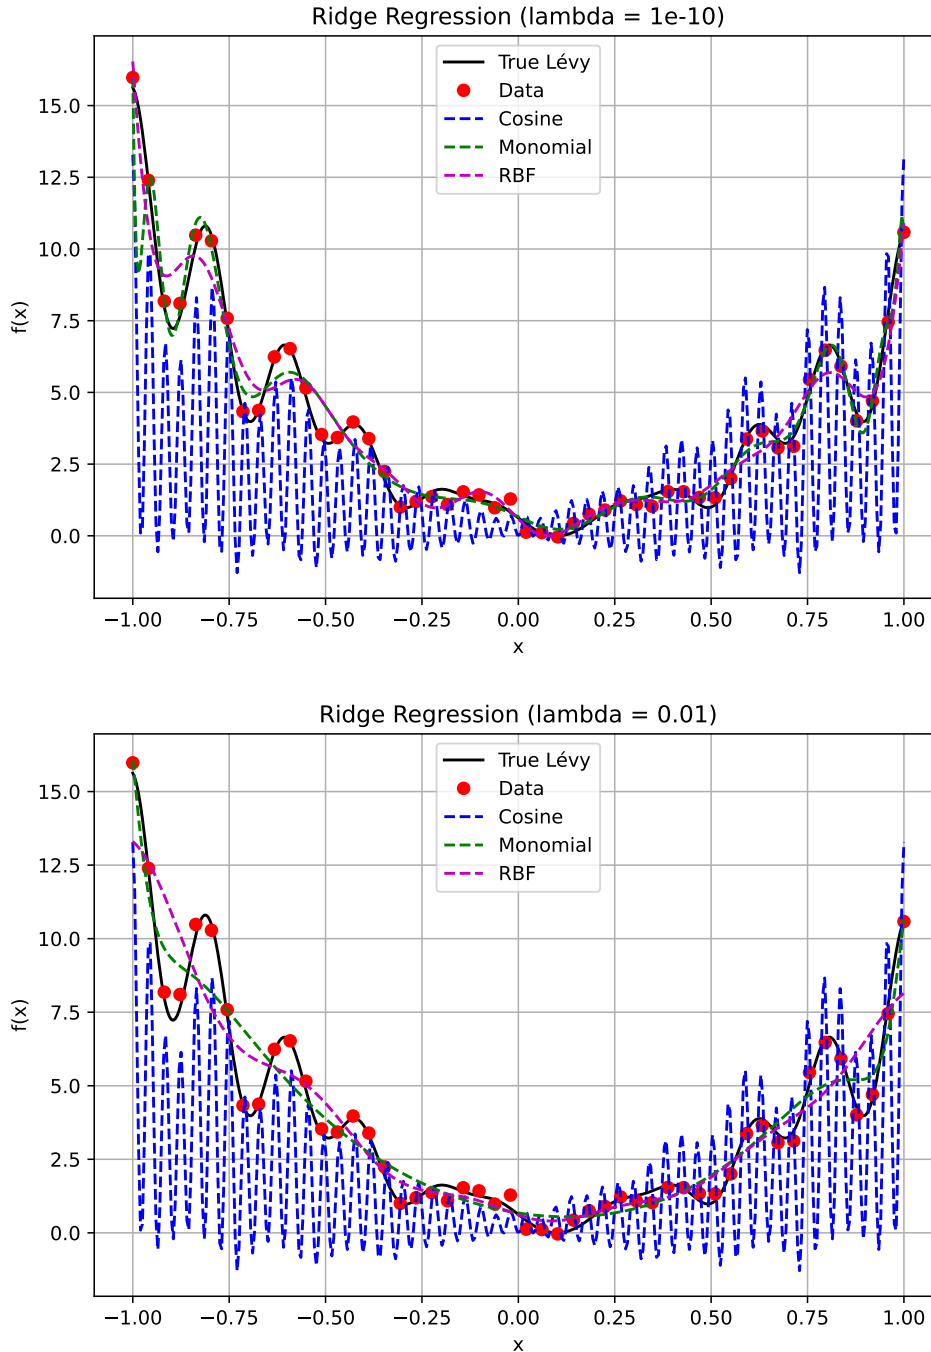 Ridge Regression (lambda = 1e-10)
True Lévy
Data
Cosine
Monomial
RBF
15.0
12.5
10.0
7.5
5.0
2.5
0.0
f(x)
−1.00 −0.75 −0.50 −0.25 0.00 0.25 0.50 0.75 1.00
x
Ridge Regression (lambda = 0.01)
True Lévy
Data
Cosine
Monomial
RBF
15.0
12.5
10.0
7.5
5.0
2.5
0.0
f(x)
−1.00 −0.75 −0.50 −0.25 0.00 0.25 0.50 0.75 1.00
x